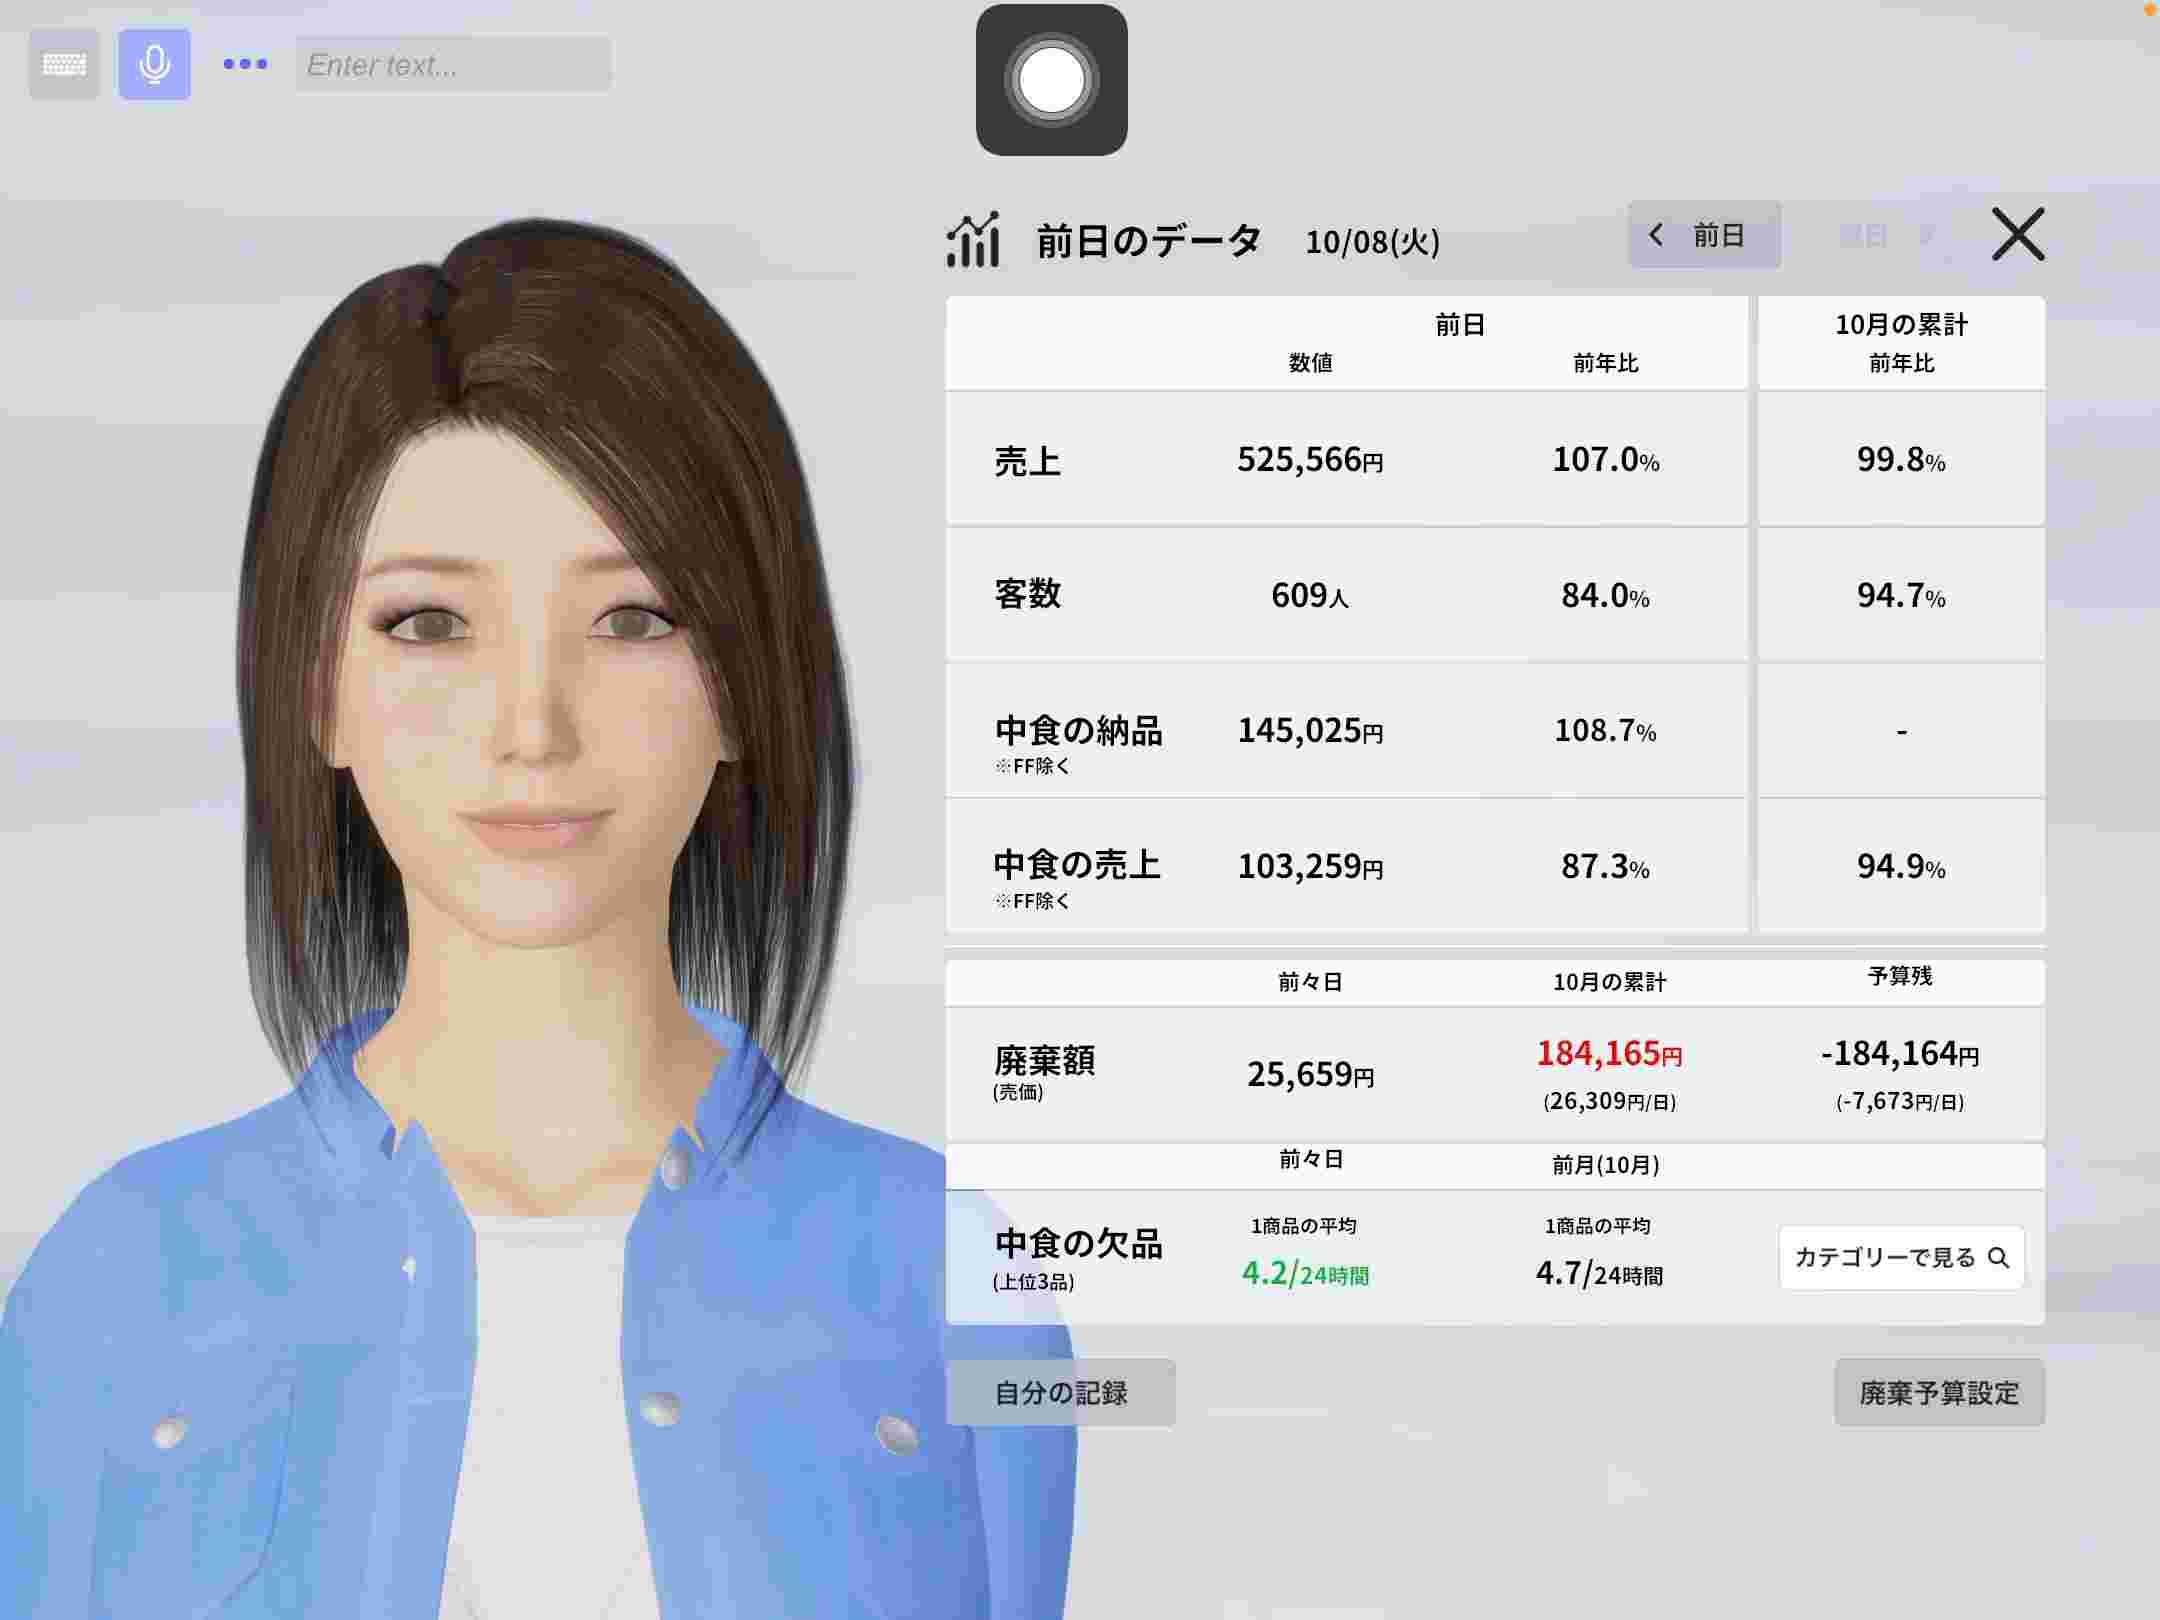 Enter text...
前日のデータ 10/08(火)
前日
前日 10月の累計
数値 前年比 前年比
売上 525,566円 107.0% 99.8%
客数 609人 84.0% 94.7%
中食の納品 145,025円 108.7% -
※FF除く
中食の売上 103,259円 87.3% 94.9%
※FF除く
前々日 10月の累計 予算残
廃棄額 25,659円 184,165円 -184,164円
(売価) (26,309円/日) (-7,673円/日)
前々日 前月(10月)
1商品の平均 1商品の平均
中食の欠品 4.2/24時間 4.7/24時間 カテゴリーで見る
(上位3品)
自分の記録 廃棄予算設定